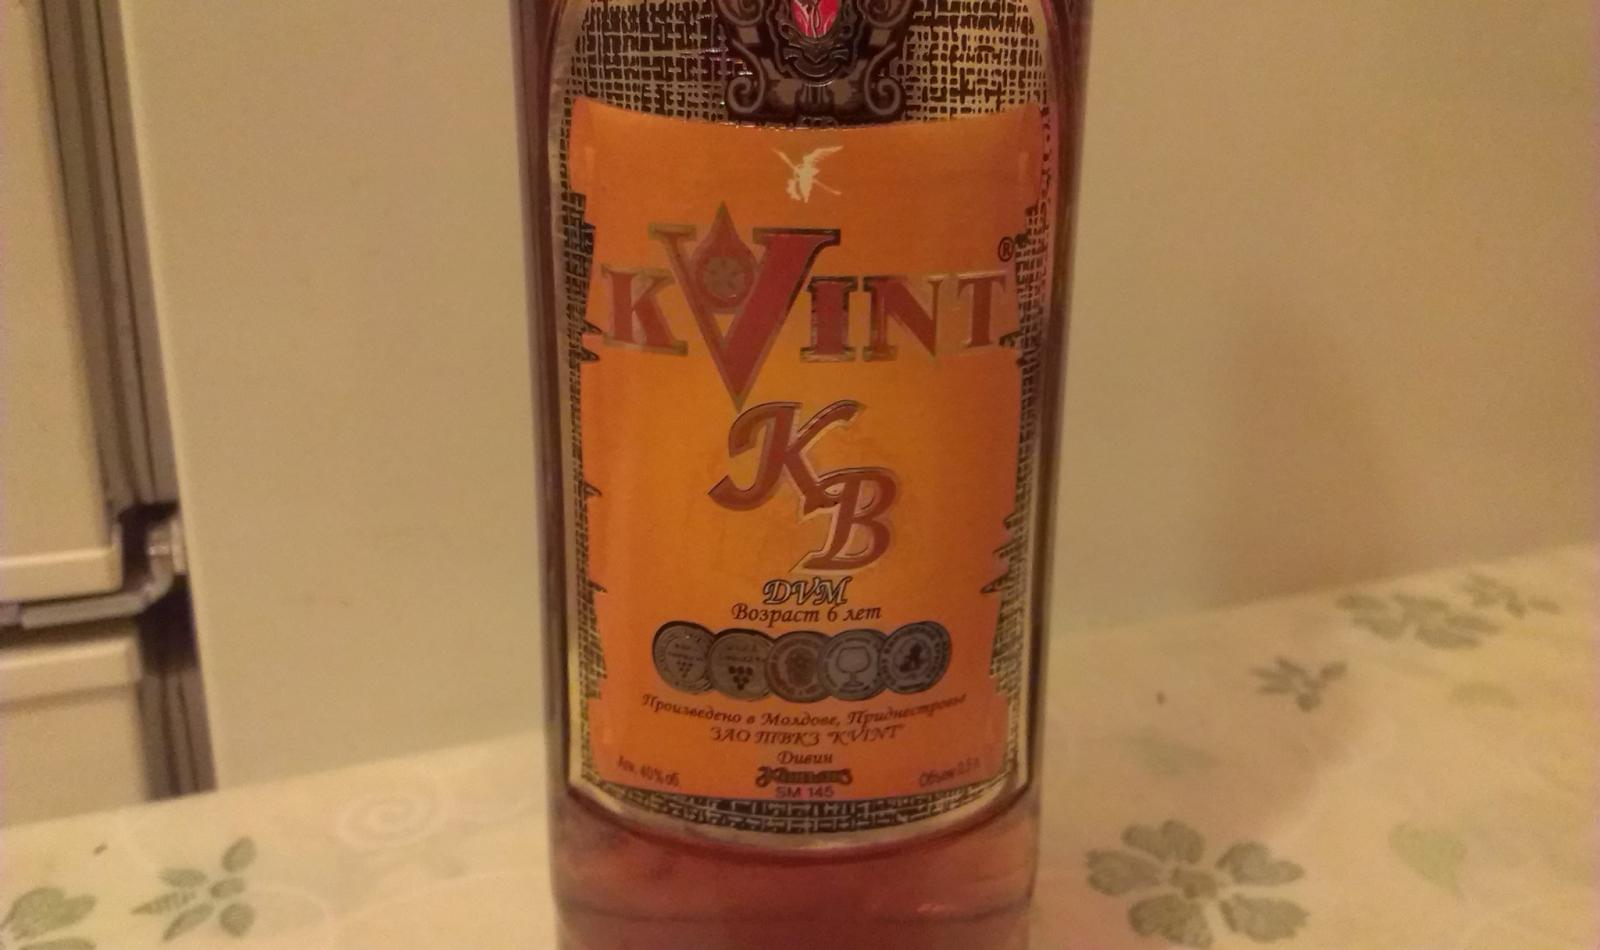 KVINT®
КВ
DVM
Возраст 6 лет
Произведено в Молдове, Приднестровье
ЗАО ТВКЗ "KVINT"
Дивин
Алк. 40% об. Объем 0,5 л
SM 145